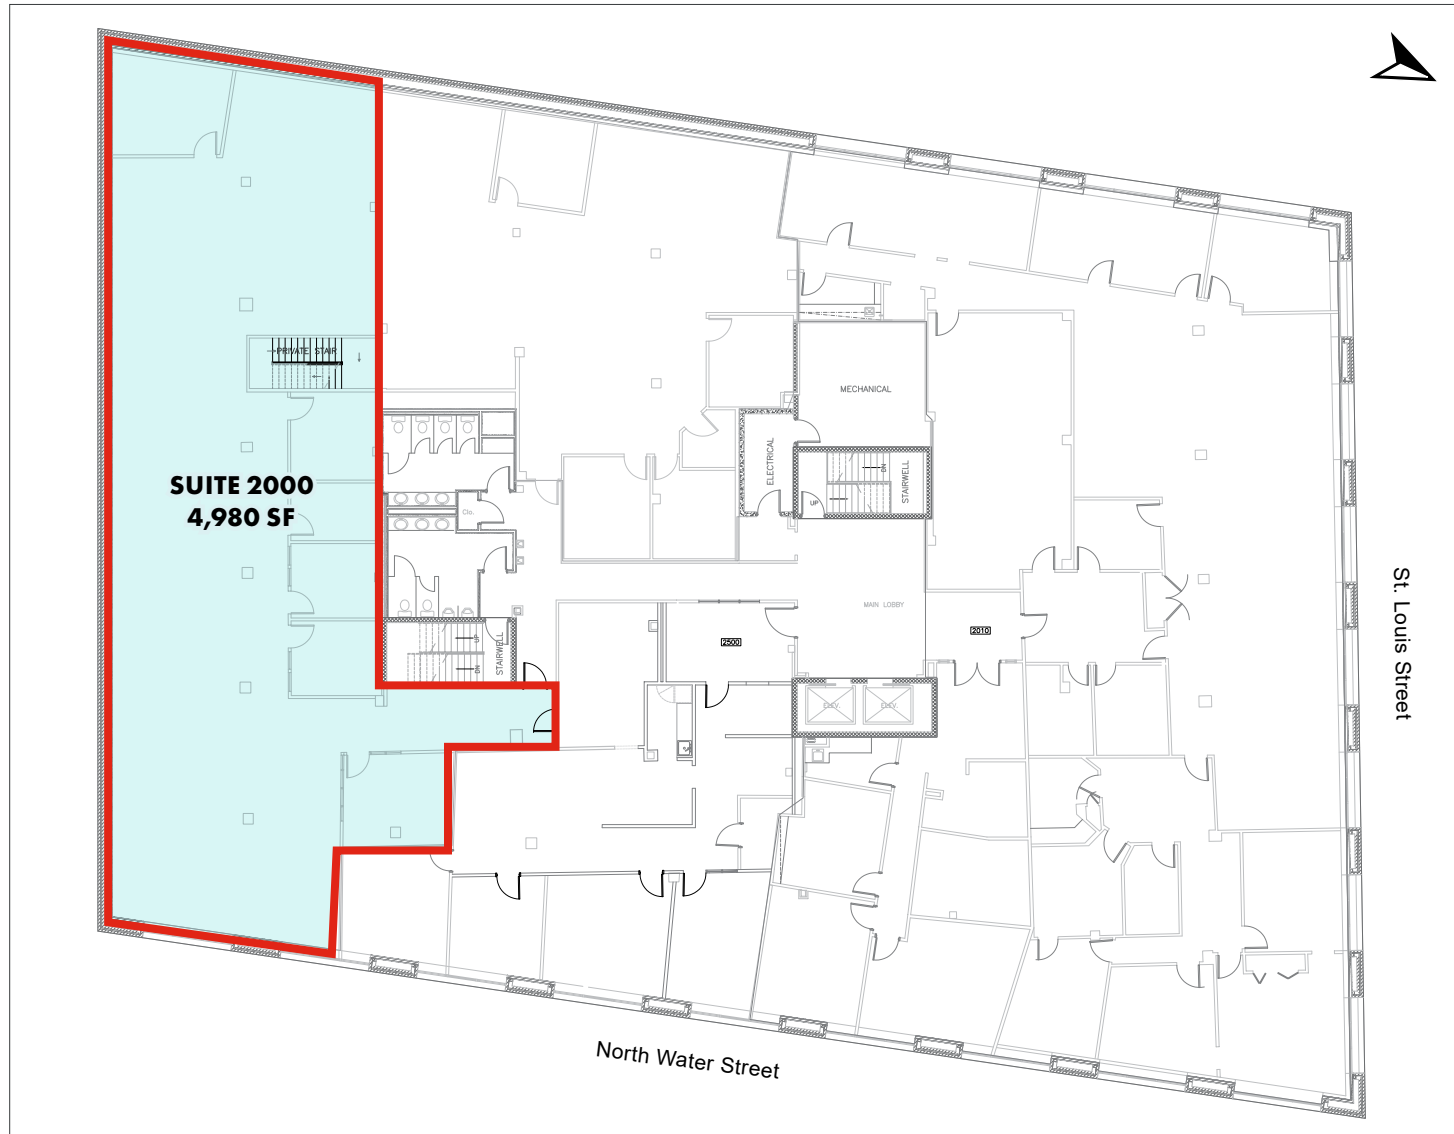 PRIVATE STAIR
MECHANICAL
ELECTRICAL
DN
STAIRWELL
UP
SUITE 2000
4,980 SF
Clo.
MAIN LOBBY
2010
2500
UP
DN
STAIRWELL
ELEV.
ELEV.
St. Louis Street
North Water Street